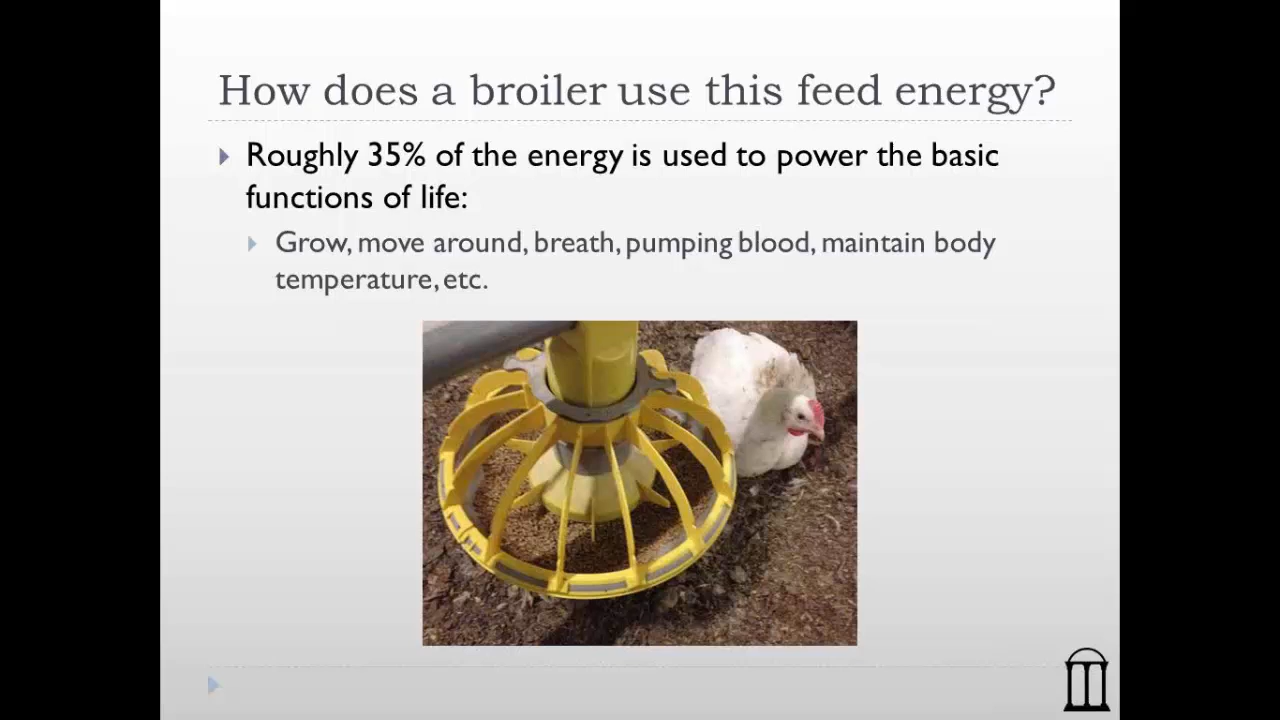 How does a broiler use this feed energy?
Roughly 35% of the energy is used to power the basic
functions of life:
Grow, move around, breath, pumping blood, maintain body
temperature, etc.